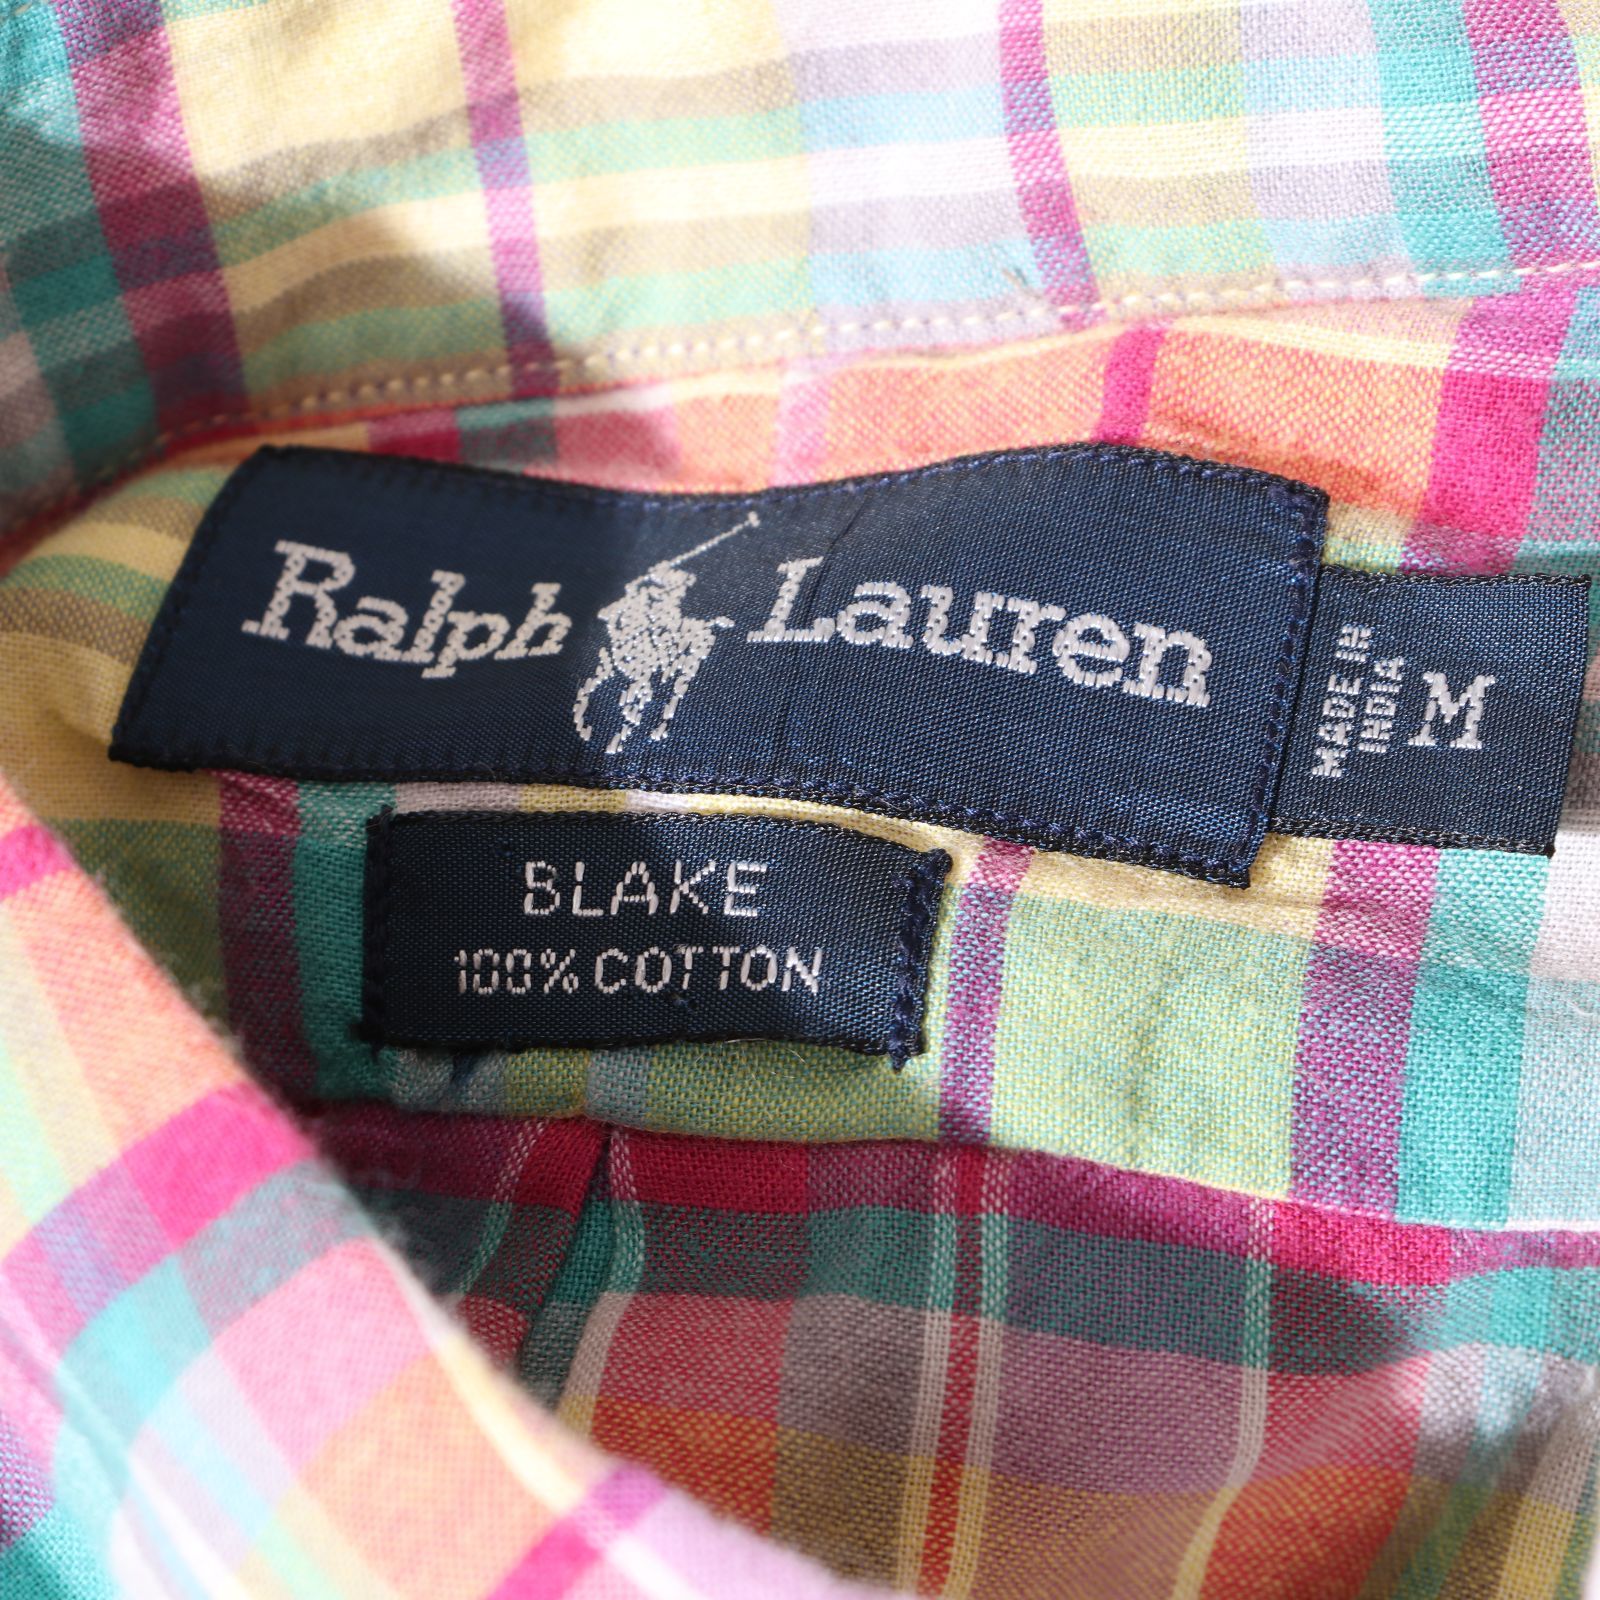 Ralph Lauren
MADE IN
INDIA
M
BLAKE
100% COTTON